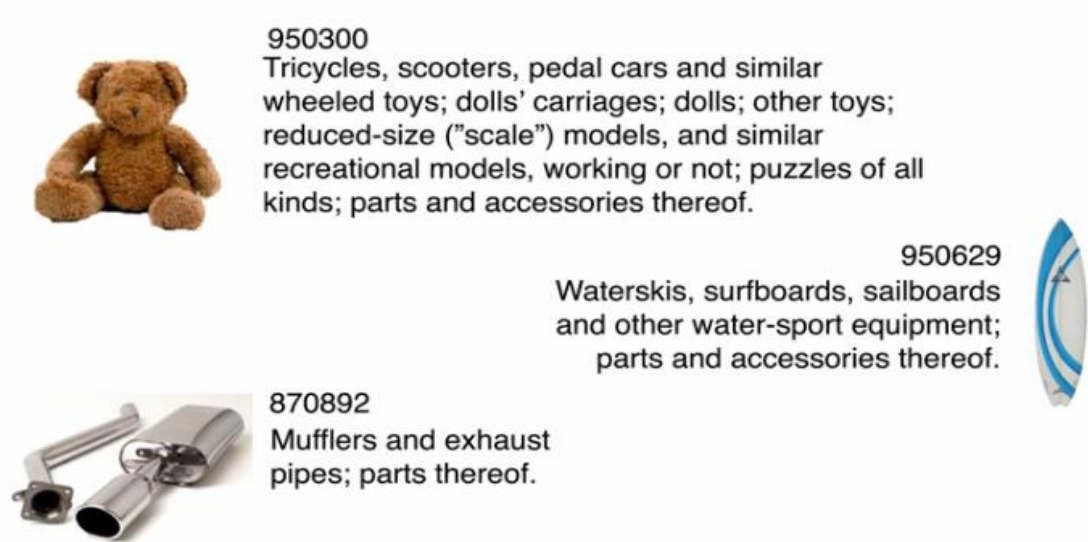 950300
Tricycles, scooters, pedal cars and similar
wheeled toys; dolls’ carriages; dolls; other toys;
reduced-size (”scale”) models, and similar
recreational models, working or not; puzzles of all
kinds; parts and accessories thereof.
950629
Waterskis, surfboards, sailboards
and other water-sport equipment;
parts and accessories thereof.
870892
Mufflers and exhaust
pipes; parts thereof.